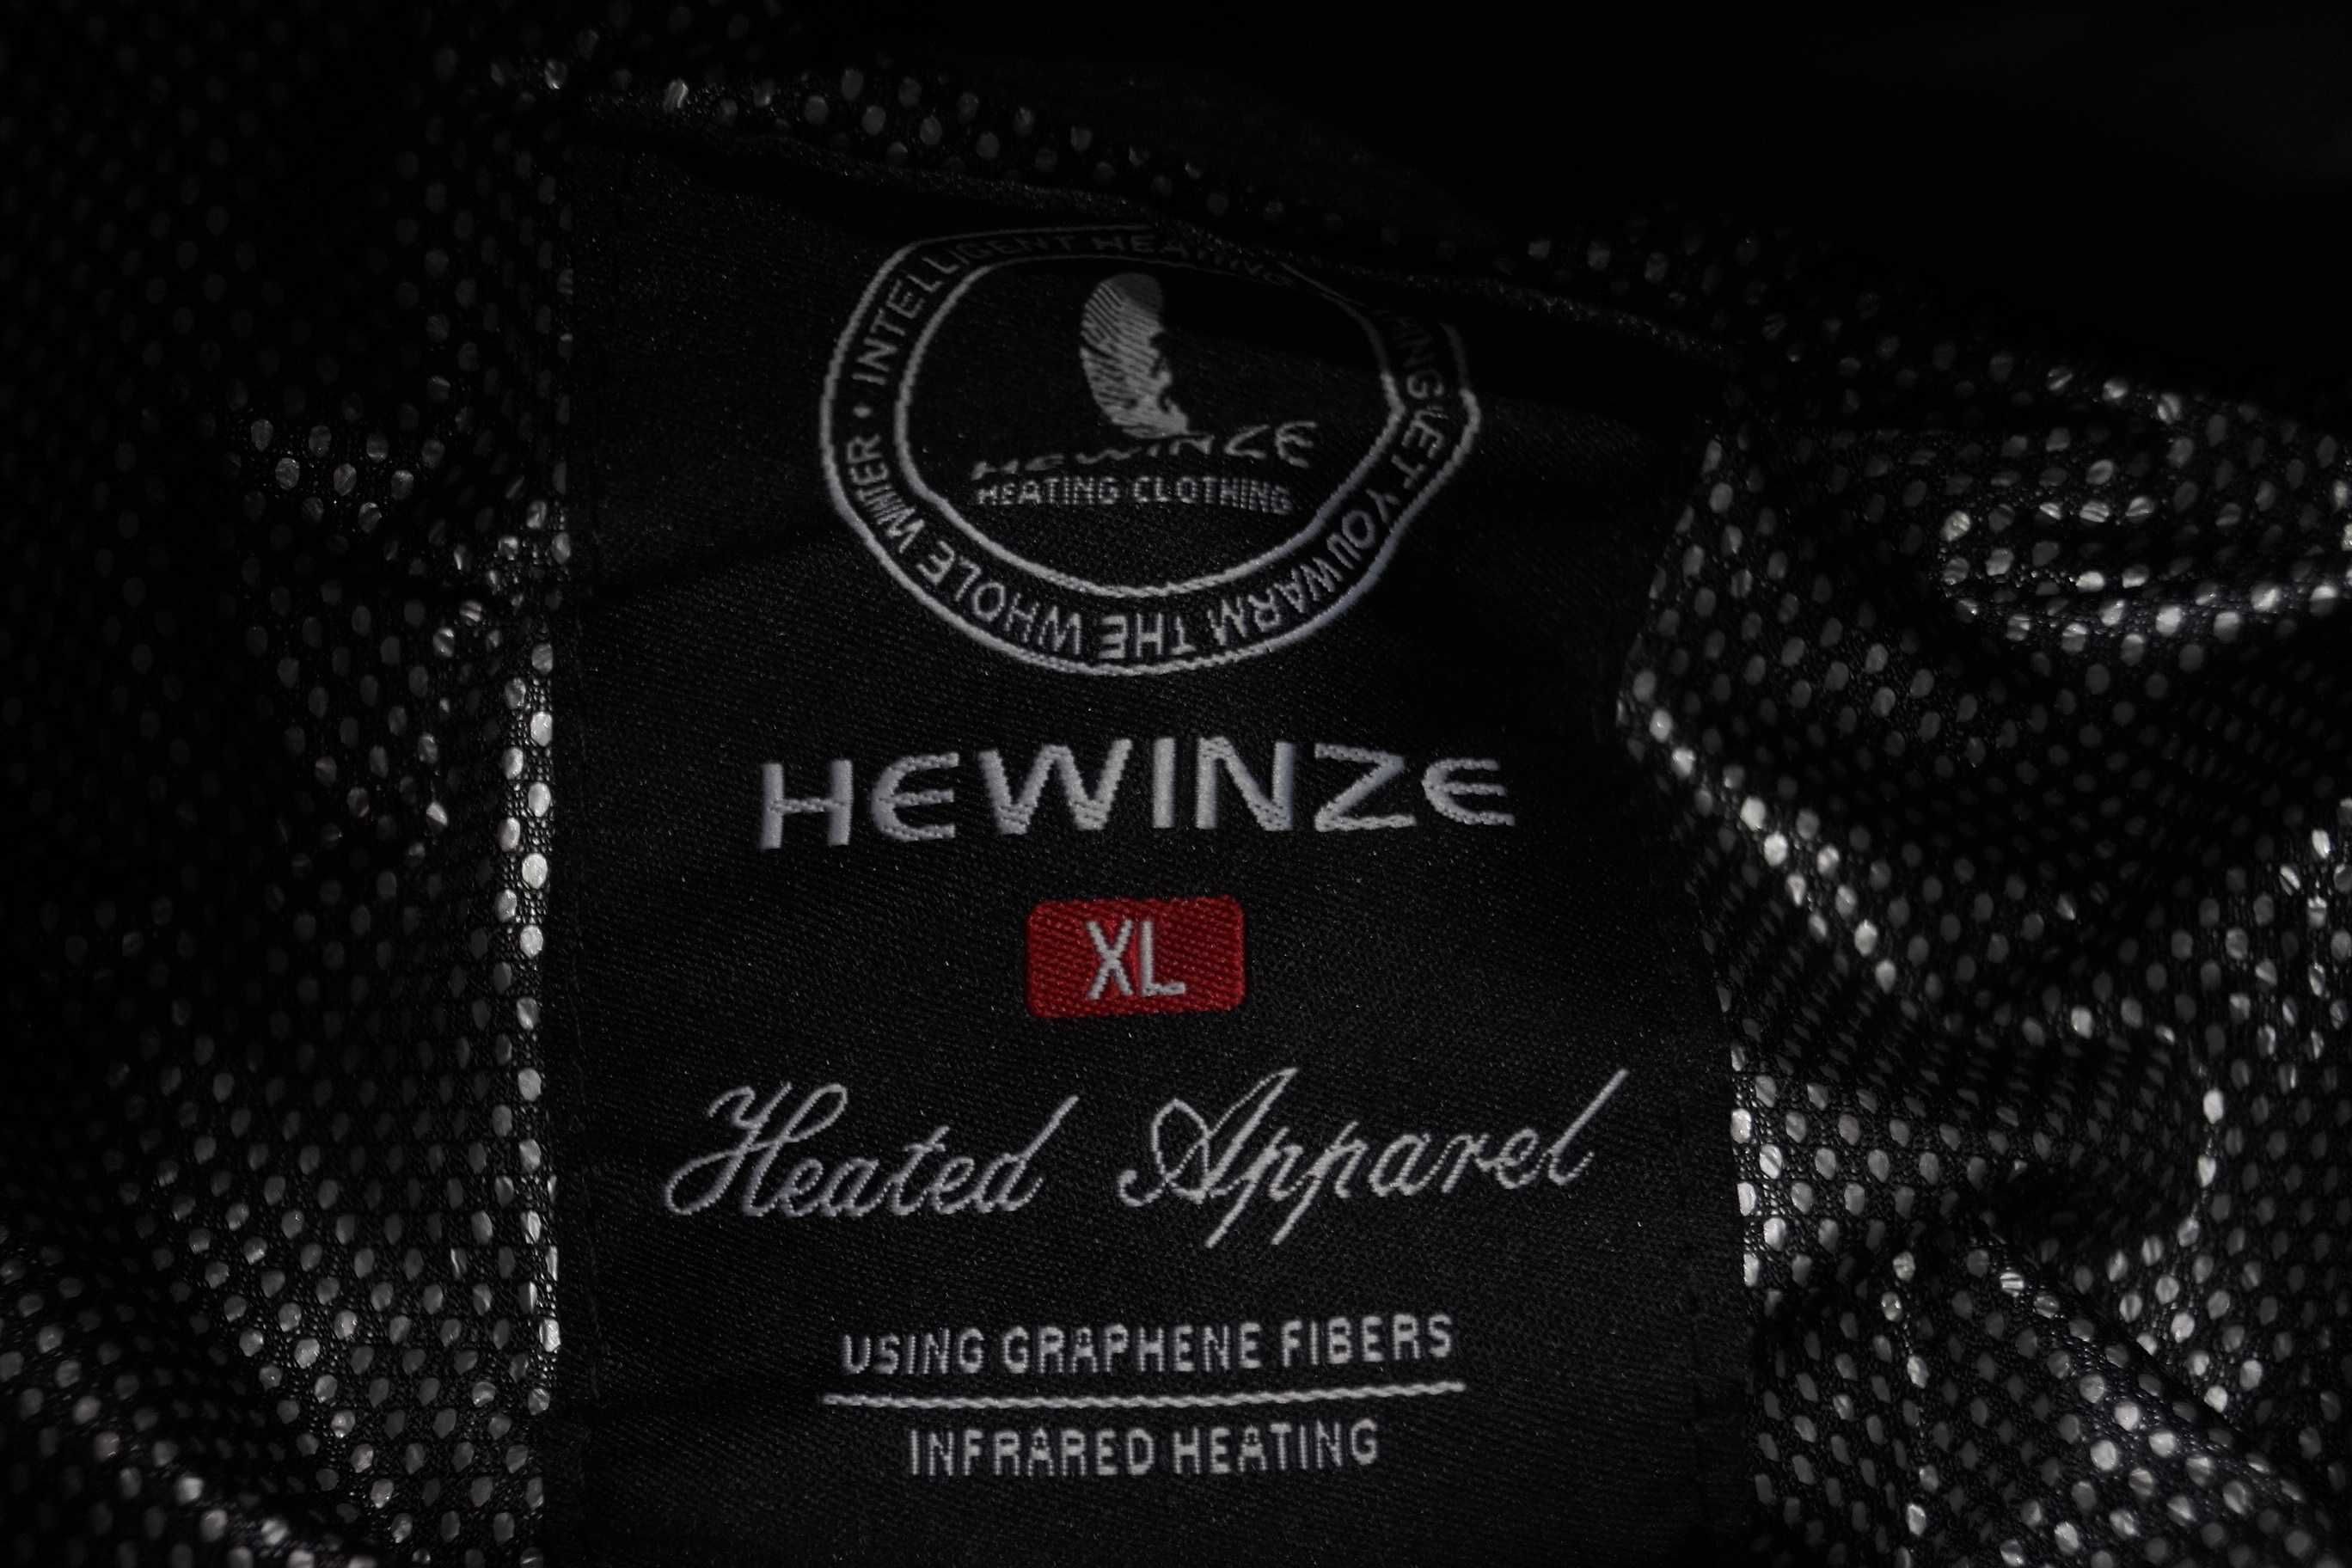 • INTELLIGENT HEATING
LET YOU WARM THE WHOLE WINTER
HEWINZE
HEATING CLOTHING
HEWINZE
XL
Heated Apparel
USING GRAPHENE FIBERS
INFRARED HEATING